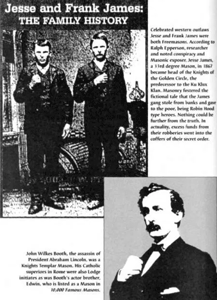 Jesse and Frank James:
THE FAMILY HISTORY
Celebrated western outlaws
Jesse and Frank James were
both Freemasons. According to
Ralph Epperson, researcher
and noted conspiracy and
Masonic exposer, Jesse James,
a 33rd degree Mason, in 1867
became head of the Knights of
the Golden Circle, the
predecessor to the Ku Klux
Klan. Masonry fostered the
fictional tale that the James
gang stole from banks and gave
to the poor, being Robin Hood
type heroes. Nothing could be
further from the truth. In
actuality, excess funds from
their robberies went into the
coffers of their secret order.
John Wilkes Booth, the assassin of
President Abraham Lincoln, was a
Knights Templar Mason. His Catholic
superiors in Rome were also Lodge
initiates as was Booth's actor brother,
Edwin, who is listed as a Mason in
10,000 Famous Masons.